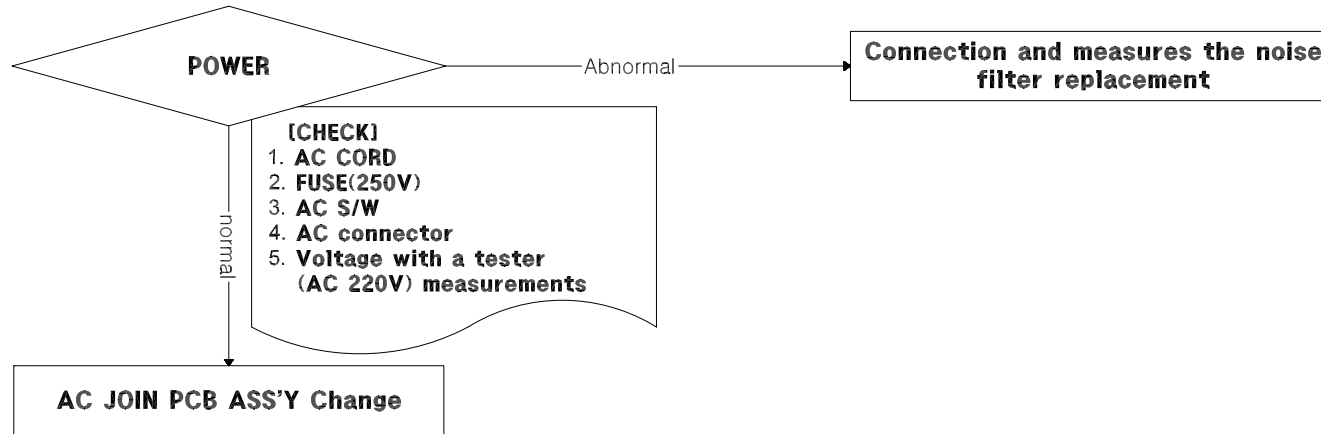 POWER
Abnormal
Connection and measures the noise
filter replacement
[CHECK]
1. AC CORD
2. FUSE(250V)
3. AC S/W
4. AC connector
5. Voltage with a tester
(AC 220V) measurements
normal
AC JOIN PCB ASS'Y Change